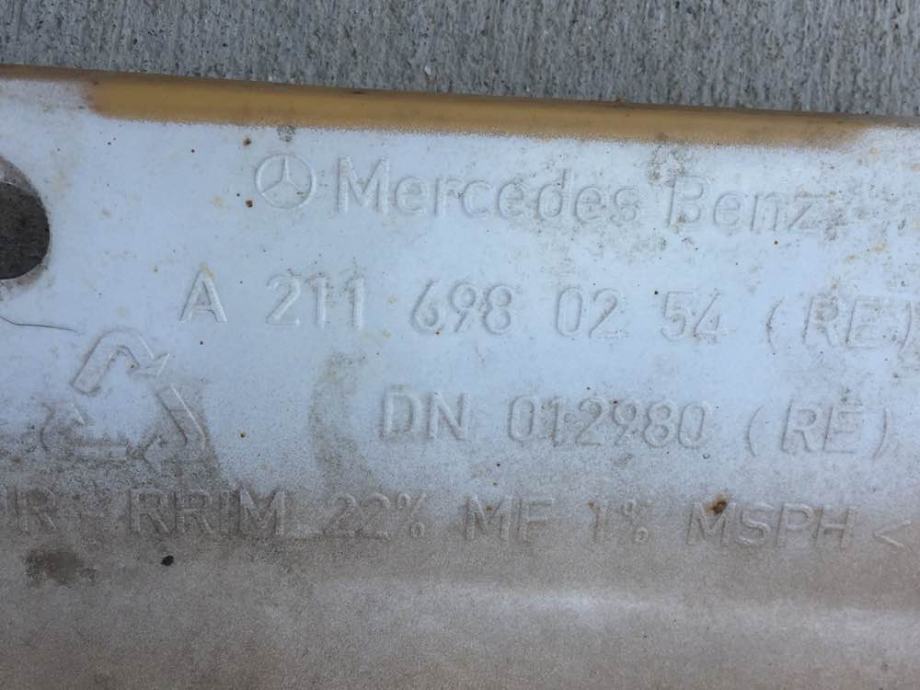 Mercedes Benz
A 211 698 02 54 (RE)
DN 012980 (RE)
RRIM 22% MF 1% MSPH <